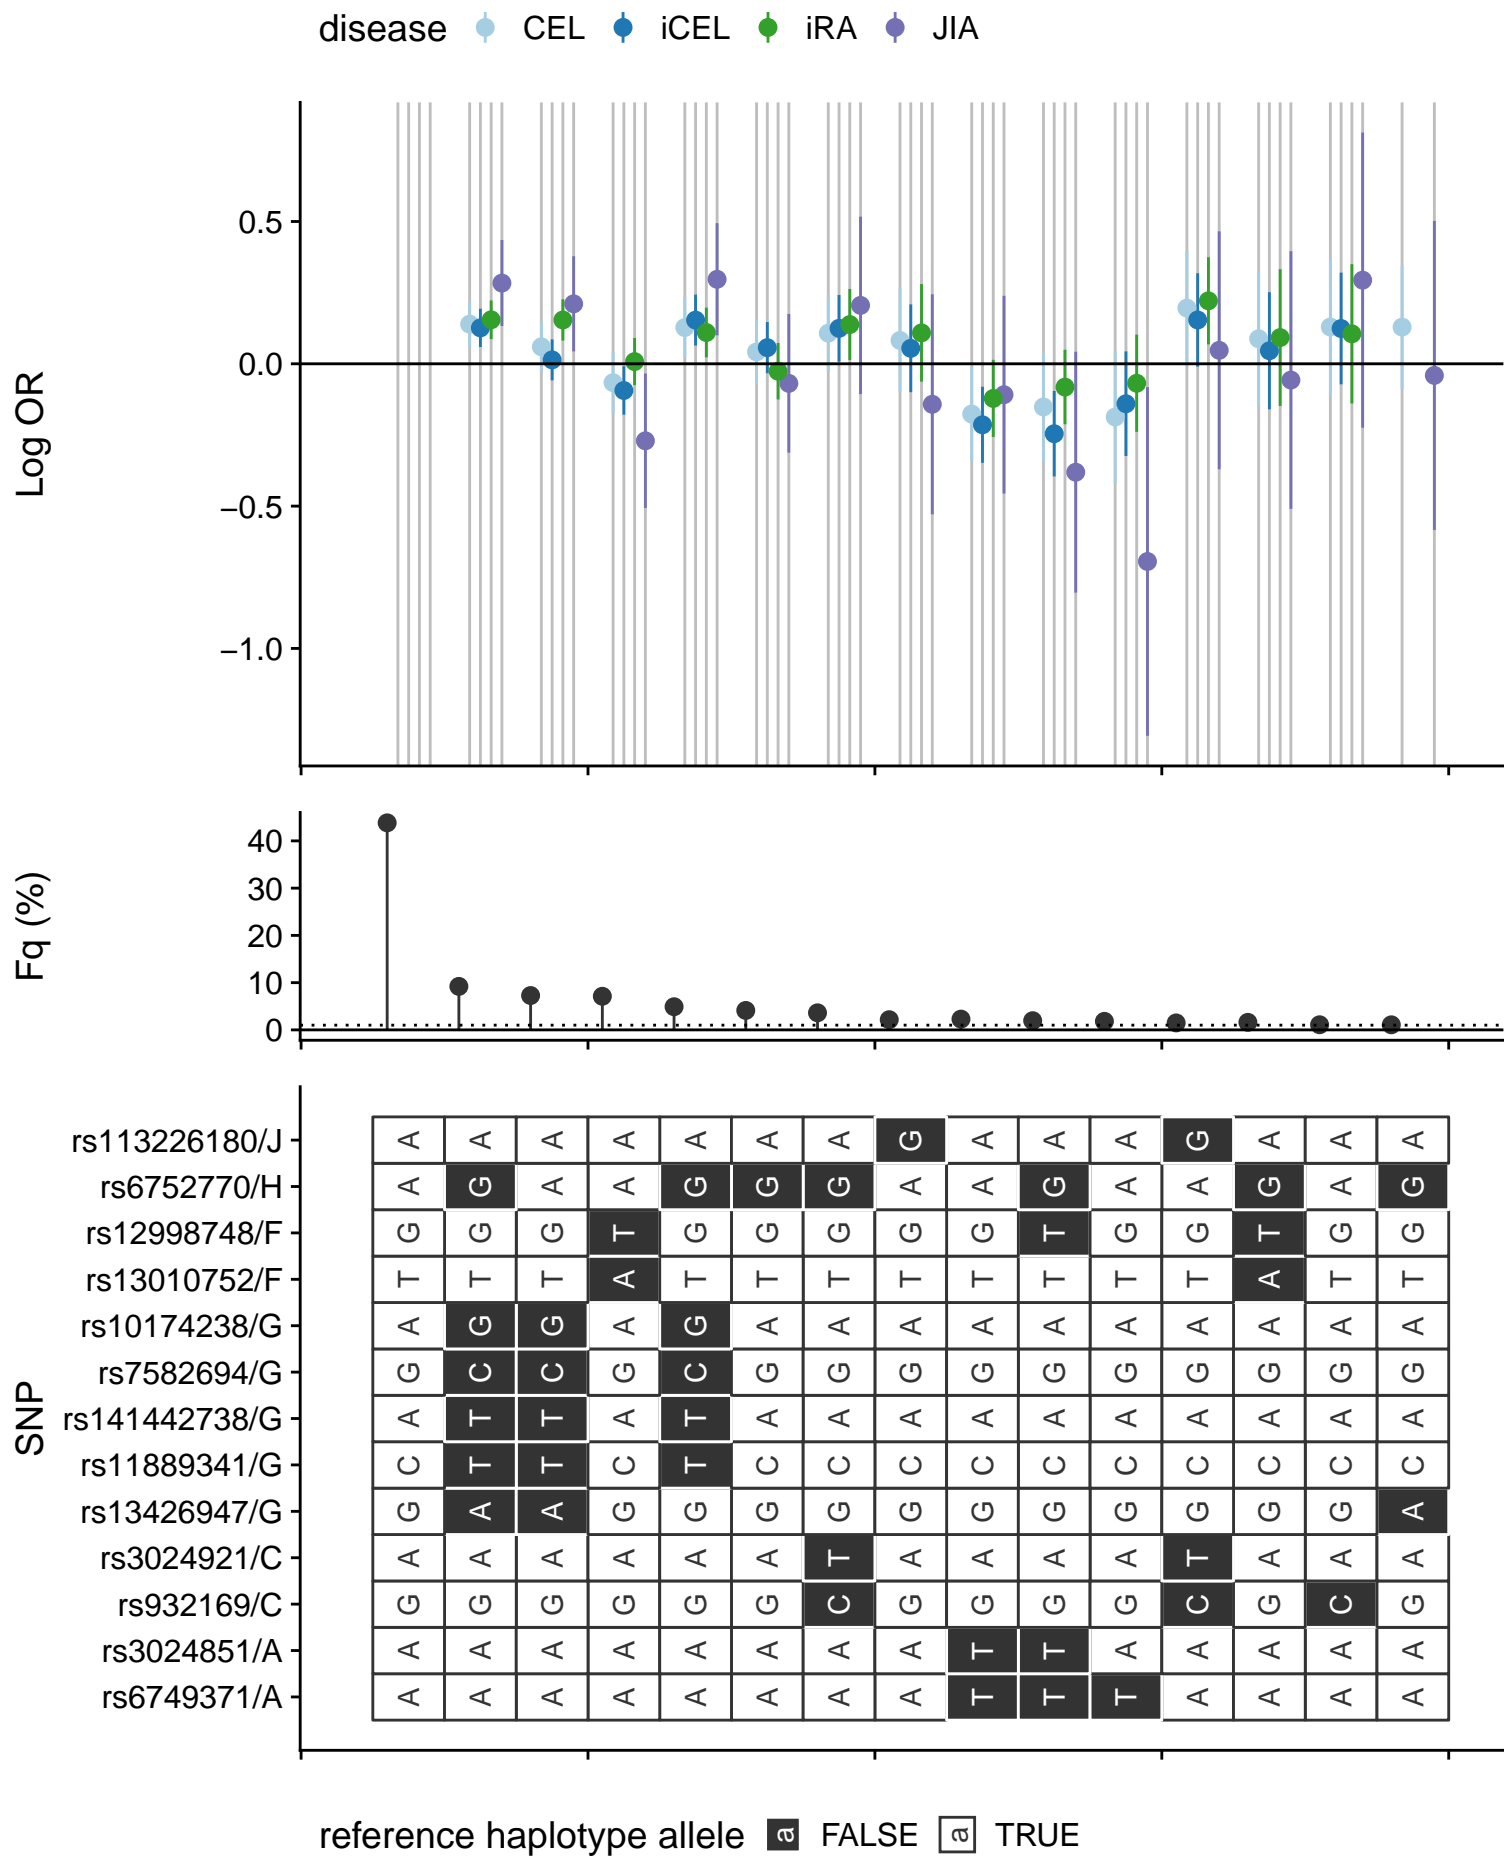 disease CEL iCEL iRA JIA
Log OR
0.5
0.0
−0.5
−1.0
Fq (%)
40
30
20
10
0
SNP
rs113226180/J A A A A A A A G A A A G A A A
rs6752770/H A G A A G G G A A G A A G A G
rs12998748/F G G G T G G G G G T G G T G G
rs13010752/F T T T A T T T T T T T T A T T
rs10174238/G A G G A G A A A A A A A A A A
rs7582694/G G C C G C G G G G G G G G G G
rs141442738/G A T T A T A A A A A A A A A A
rs11889341/G C T T C T C C C C C C C C C C
rs13426947/G G A A G G G G G G G G G G G A
rs3024921/C A A A A A A T A A A A T A A A
rs932169/C G G G G G G C G G G G C G C G
rs3024851/A A A A A A A A A T T A A A A A
rs6749371/A A A A A A A A A T T T A A A A
reference haplotype allele a FALSE a TRUE